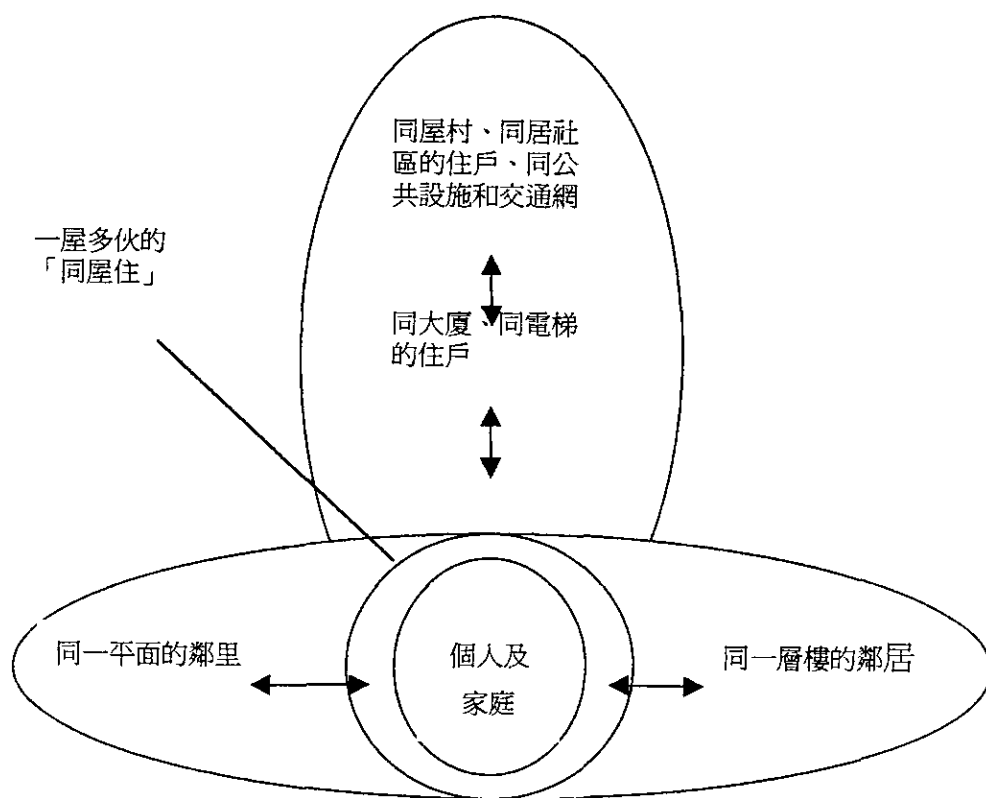 同屋村、同居社
區的住戶、同公
共設施和交通網
一屋多伙的
「同屋住」
同大廈、同電梯
的住戶
同一平面的鄰里
個人及
家庭
同一層樓的鄰居